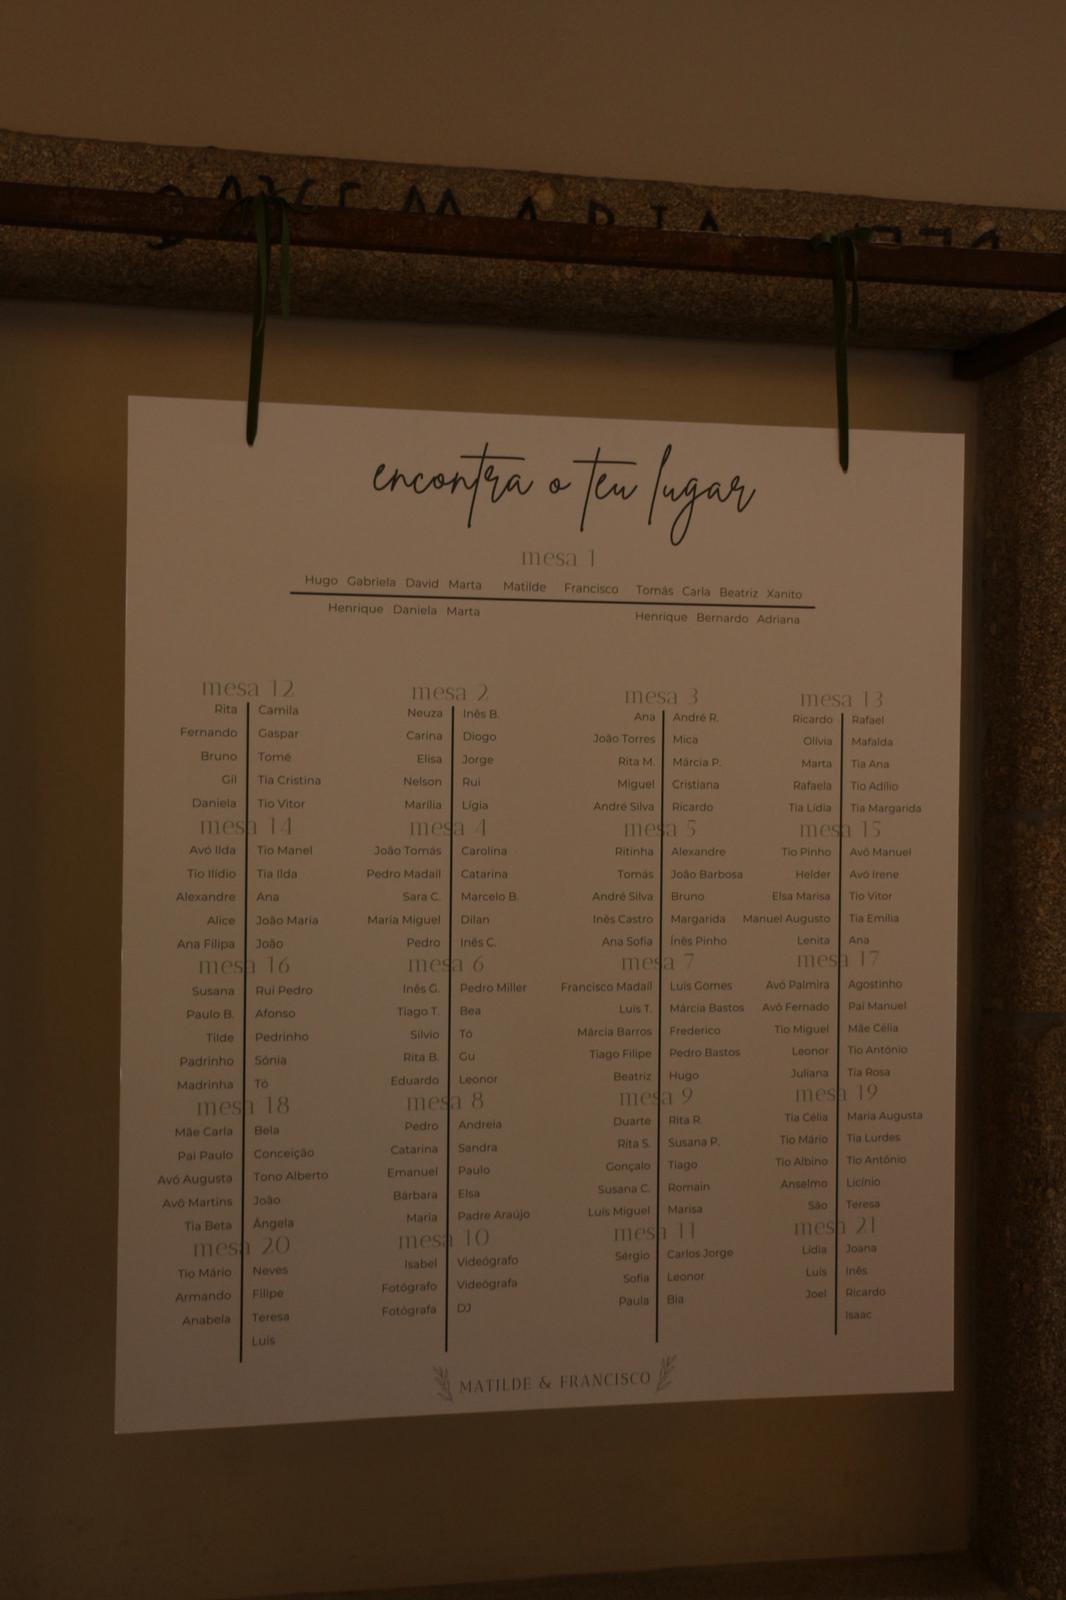 AVE MARIA
encontra o teu lugar
mesa 1
Hugo Gabriela David Marta Matilde Francisco Tomás Carla Beatriz Xanito
Henrique Daniela Marta Henrique Bernardo Adriana
mesa 12
Rita Camila
Fernando Gaspar
Bruno Tomé
Gil Tia Cristina
Daniela Tio Vitor
mesa 2
Neuza Inês B.
Carina Diogo
Elisa Jorge
Nelson Rui
Marília Lígia
mesa 3
Ana André R.
João Torres Mica
Rita M. Márcia P.
Miguel Cristiana
André Silva Ricardo
mesa 13
Ricardo Rafael
Olívia Mafalda
Marta Tia Ana
Rafaela Tio Adílio
Tia Lídia Tia Margarida
mesa 14
Avó Ilda Tio Manel
Tio Ilídio Tia Ilda
Alexandre Ana
Alice João Maria
Ana Filipa João
mesa 4
João Tomás Carolina
Pedro Madail Catarina
Sara C. Marcelo B.
Maria Miguel Dilan
Pedro Inês C.
mesa 5
Ritinha Alexandre
Tomás João Barbosa
André Silva Bruno
Inês Castro Margarida
Ana Sofia Inês Pinho
mesa 15
Tio Pinho Avô Manuel
Helder Avó Irene
Elsa Marisa Tio Vitor
Manuel Augusto Tia Emília
Lenita Ana
mesa 16
Susana Rui Pedro
Paulo B. Afonso
Tilde Pedrinho
Padrinho Sónia
Madrinha Tó
mesa 6
Inês G. Pedro Miller
Tiago T. Bea
Sílvio Tó
Rita B. Gu
Eduardo Leonor
mesa 7
Francisco Madail Luís Gomes
Luís T. Márcia Bastos
Márcia Barros Frederico
Tiago Filipe Pedro Bastos
Beatriz Hugo
mesa 17
Avó Palmira Agostinho
Avô Fernado Pai Manuel
Tio Miguel Mãe Célia
Leonor Tio António
Juliana Tia Rosa
mesa 18
Mãe Carla Bela
Pai Paulo Conceição
Avó Augusta Tono Alberto
Avô Martins João
Tia Beta Ângela
mesa 8
Pedro Andreia
Catarina Sandra
Emanuel Paulo
Bárbara Elsa
Maria Padre Araújo
mesa 9
Duarte Rita R.
Rita S. Susana P.
Gonçalo Tiago
Susana C. Romain
Luís Miguel Marisa
mesa 19
Tia Célia Maria Augusta
Tio Mário Tia Lurdes
Tio Albino Tio António
Anselmo Licínio
São Teresa
mesa 20
Tio Mário Neves
Armando Filipe
Anabela Teresa
Luís
mesa 10
Isabel Videógrafo
Fotógrafo Videógrafa
Fotógrafa DJ
mesa 11
Sérgio Carlos Jorge
Sofia Leonor
Paula Bia
mesa 21
Lídia Joana
Luís Inês
Joel Ricardo
Isaac
MATILDE & FRANCISCO